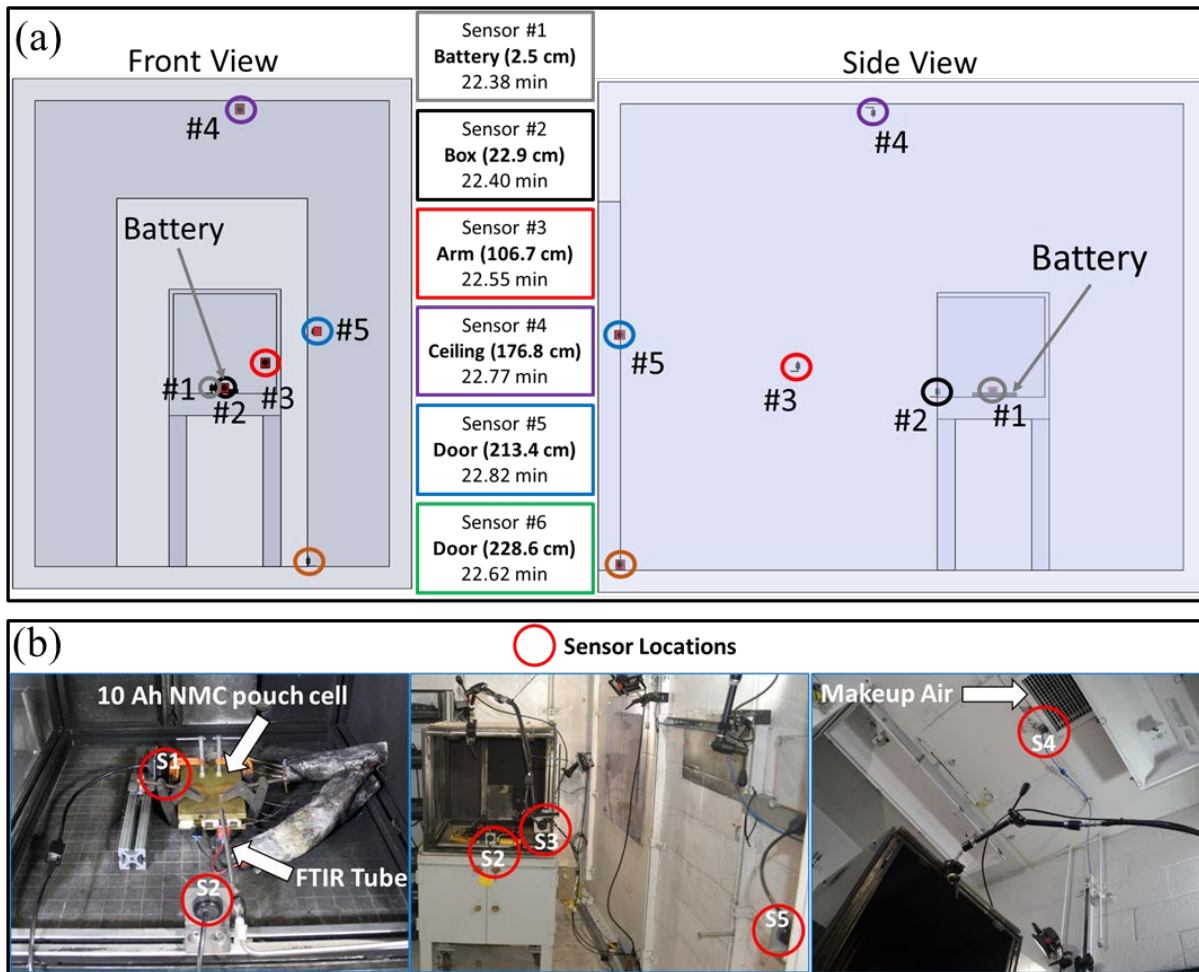 (a)
Front View
#4
Battery
#5
#1
#2
#3
Sensor #1
Battery (2.5 cm)
22.38 min
Sensor #2
Box (22.9 cm)
22.40 min
Sensor #3
Arm (106.7 cm)
22.55 min
Sensor #4
Ceiling (176.8 cm)
22.77 min
Sensor #5
Door (213.4 cm)
22.82 min
Sensor #6
Door (228.6 cm)
22.62 min
Side View
#4
Battery
#5
#3
#2
#1
(b)
Sensor Locations
10 Ah NMC pouch cell
S1
FTIR Tube
S2
S3
S2
S5
Makeup Air
S4